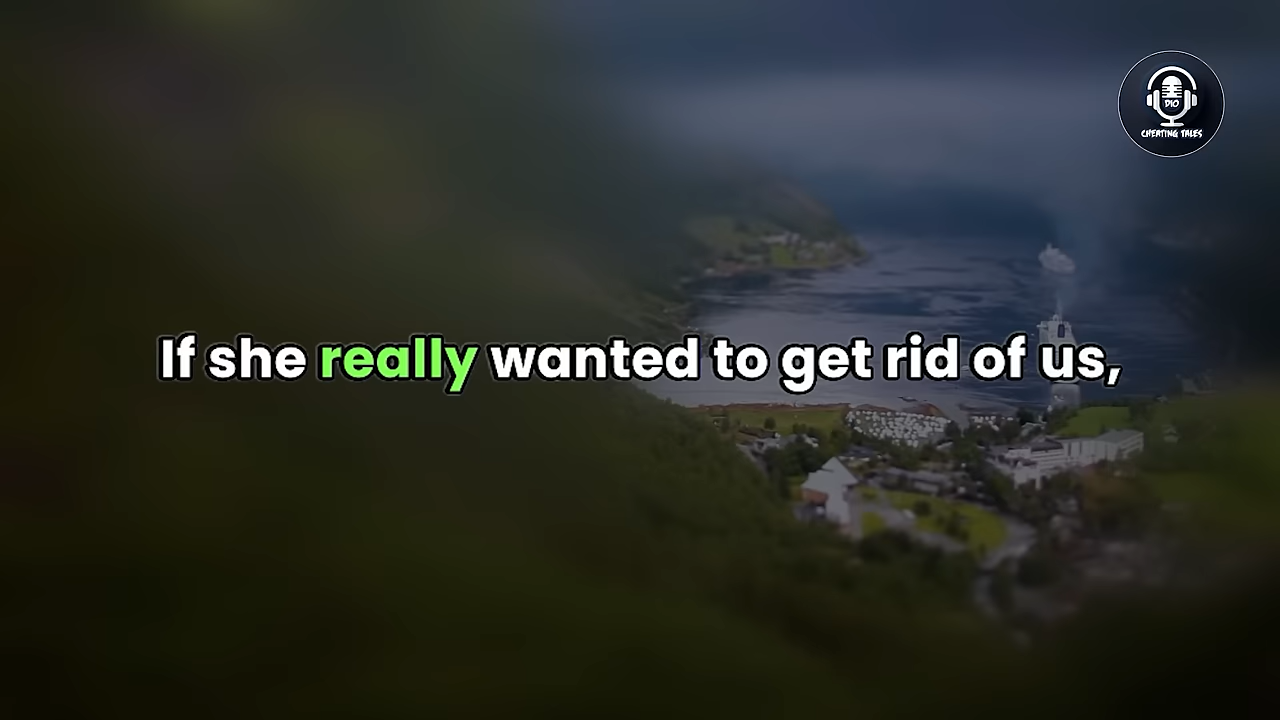 DIO
CHEATING TALES
If she really wanted to get rid of us,